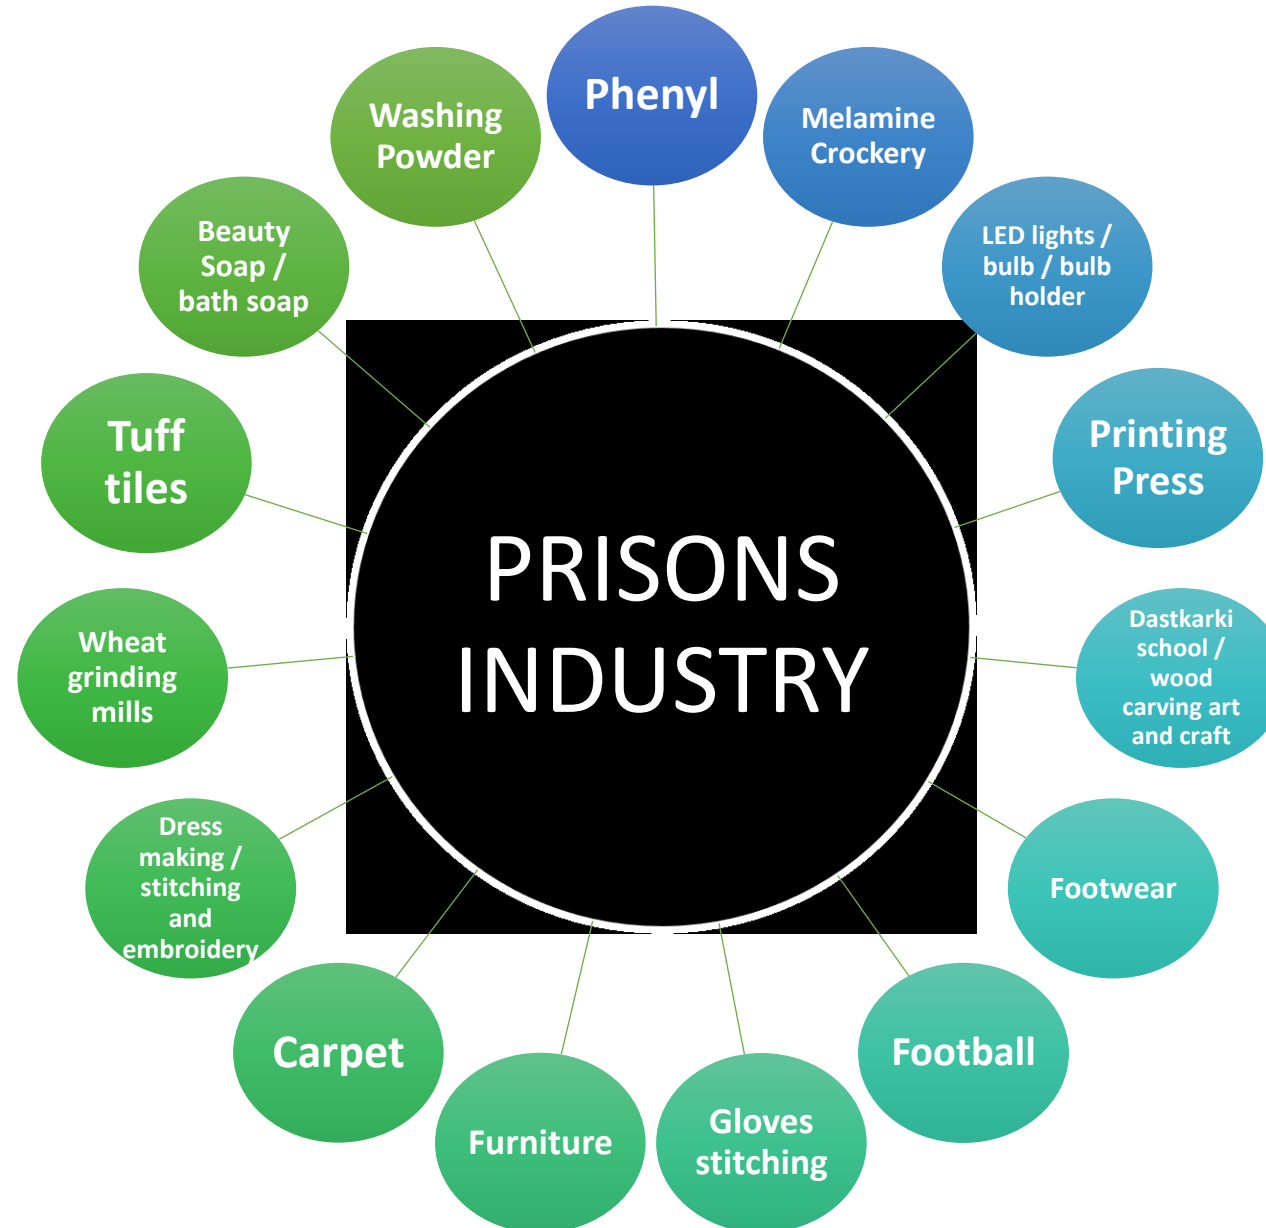 Phenyl
Melamine
Crockery
LED lights /
bulb / bulb
holder
Printing
Press
Dastkarki
school /
wood
carving art
and craft
Footwear
Football
Gloves
stitching
Furniture
Carpet
Dress
making /
stitching
and
embroidery
Wheat
grinding
mills
Tuff
tiles
Beauty
Soap /
bath soap
Washing
Powder
PRISONS
INDUSTRY